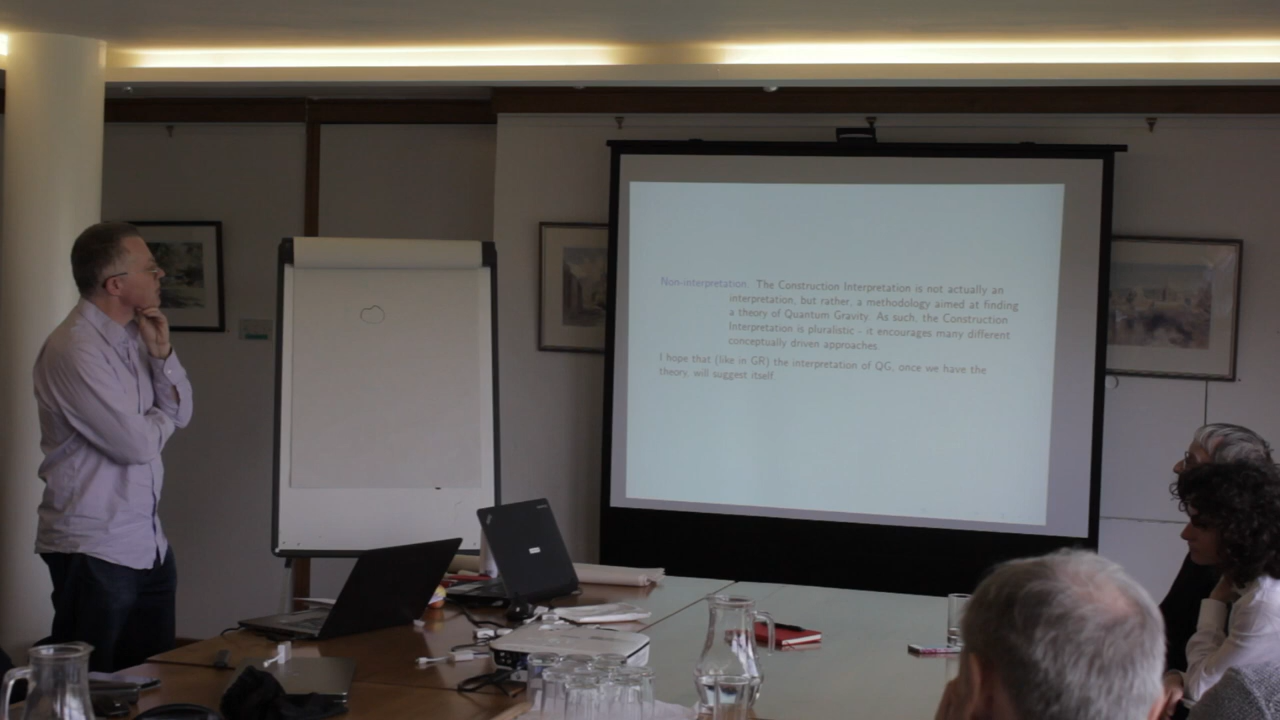 Non-interpretation. The Construction Interpretation is not actually an
interpretation, but rather, a methodology aimed at finding
a theory of Quantum Gravity. As such, the Construction
Interpretation is pluralistic - it encourages many different
conceptually driven approaches.
I hope that (like in GR) the interpretation of QG, once we have the
theory, will suggest itself